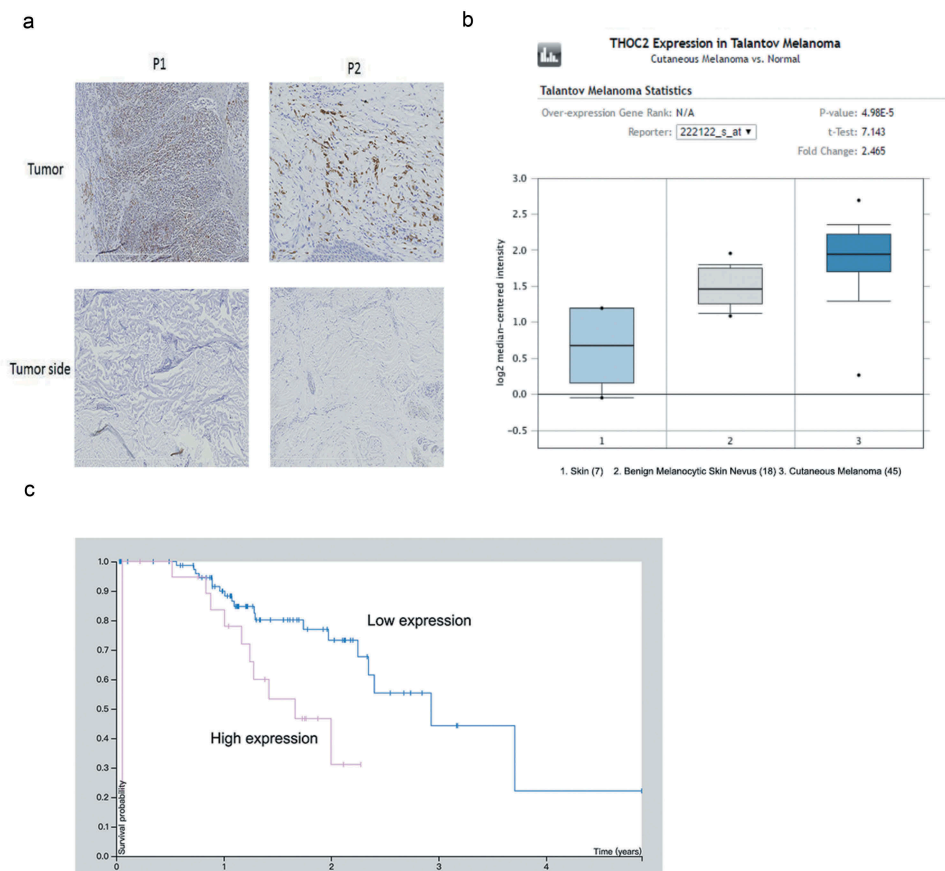 a
P1
P2
Tumor
Tumor side
b
THOC2 Expression in Talantov Melanoma
Cutaneous Melanoma vs. Normal
Talantov Melanoma Statistics
Over-expression Gene Rank: N/A
P-value: 4.98E-5
Reporter: 222122_s_at ▼
t-Test: 7.143
Fold Change: 2.465
log2 median-centered intensity
3.0
2.5
2.0
1.5
1.0
0.5
0.0
-0.5
1
2
3
1. Skin (7) 2. Benign Melanocytic Skin Nevus (18) 3. Cutaneous Melanoma (45)
c
Survival probability
1.0
0.9
0.8
0.7
0.6
0.5
0.4
0.3
0.2
0.1
0.0
Low expression
High expression
Time (years)
0
1
2
3
4